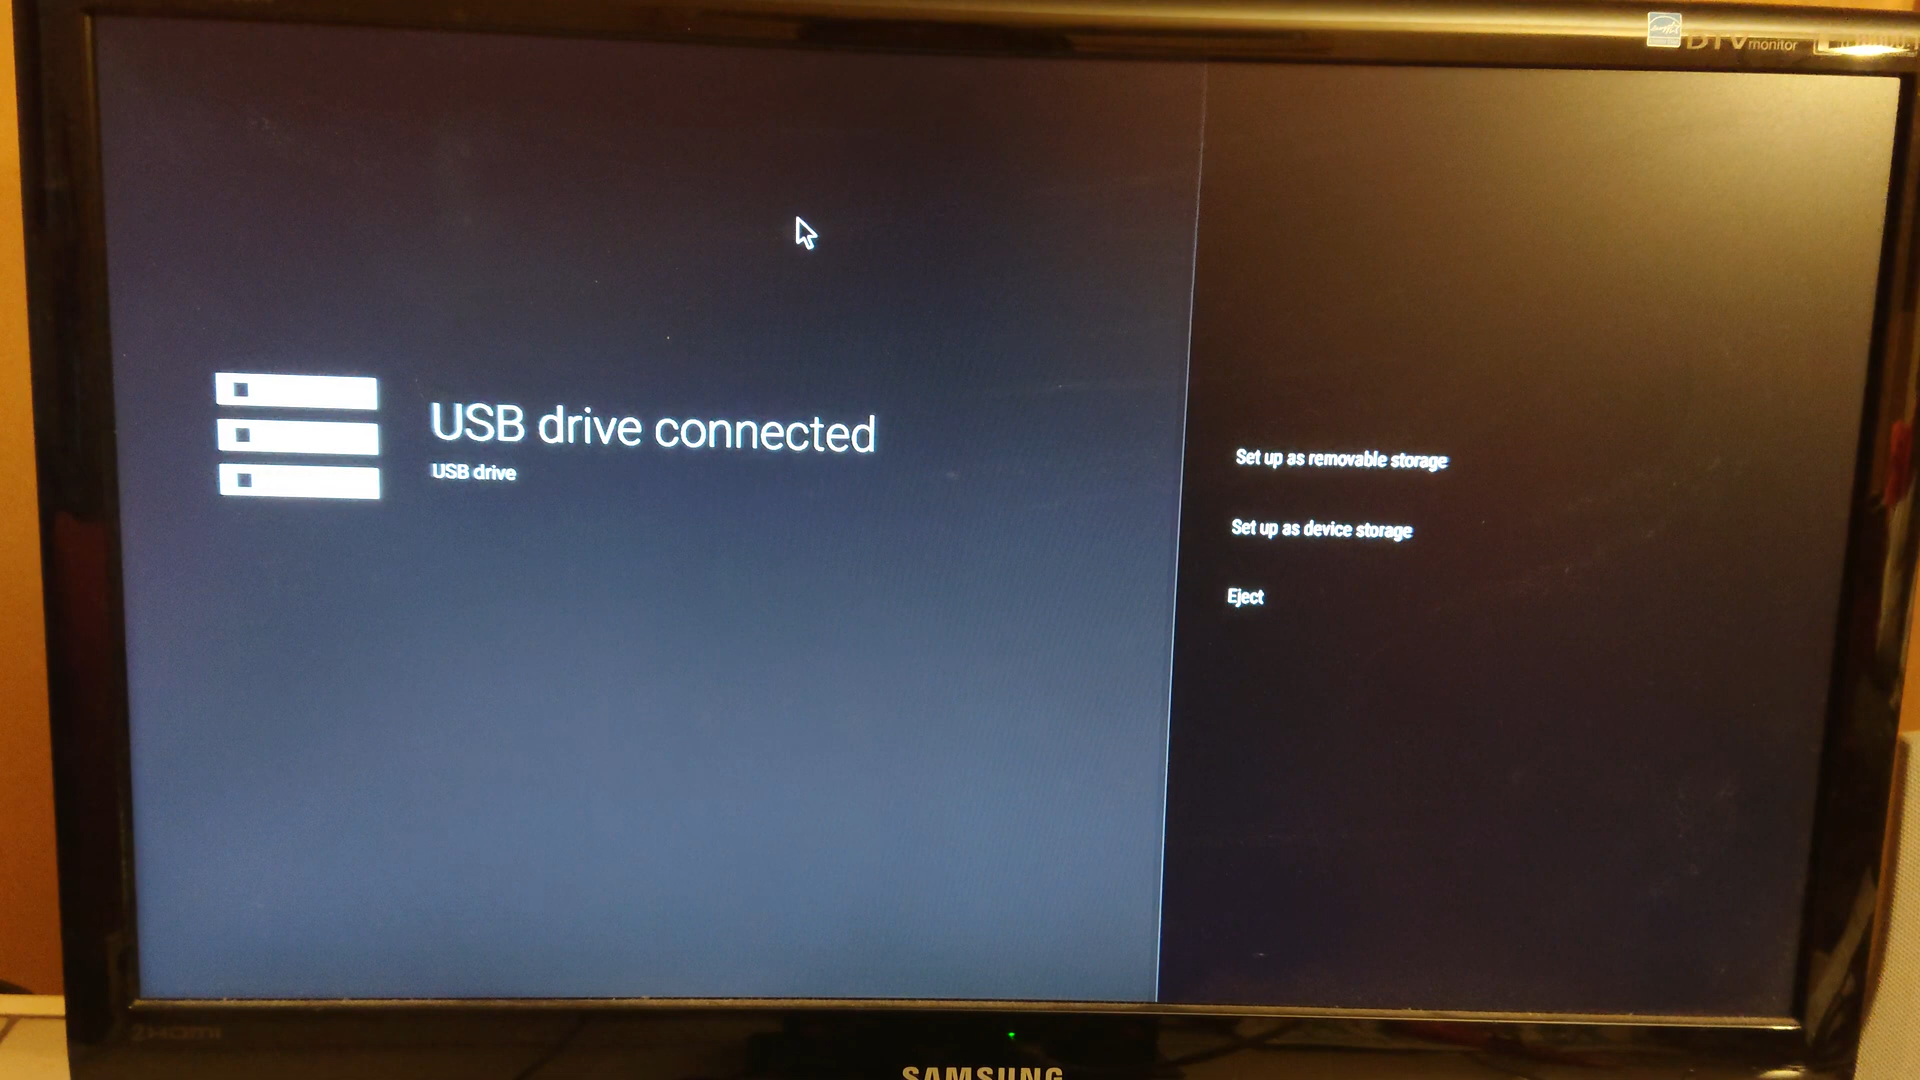 DTV monitor
USB drive connected
USB drive
Set up as removable storage
Set up as device storage
Eject
SAMSUNG